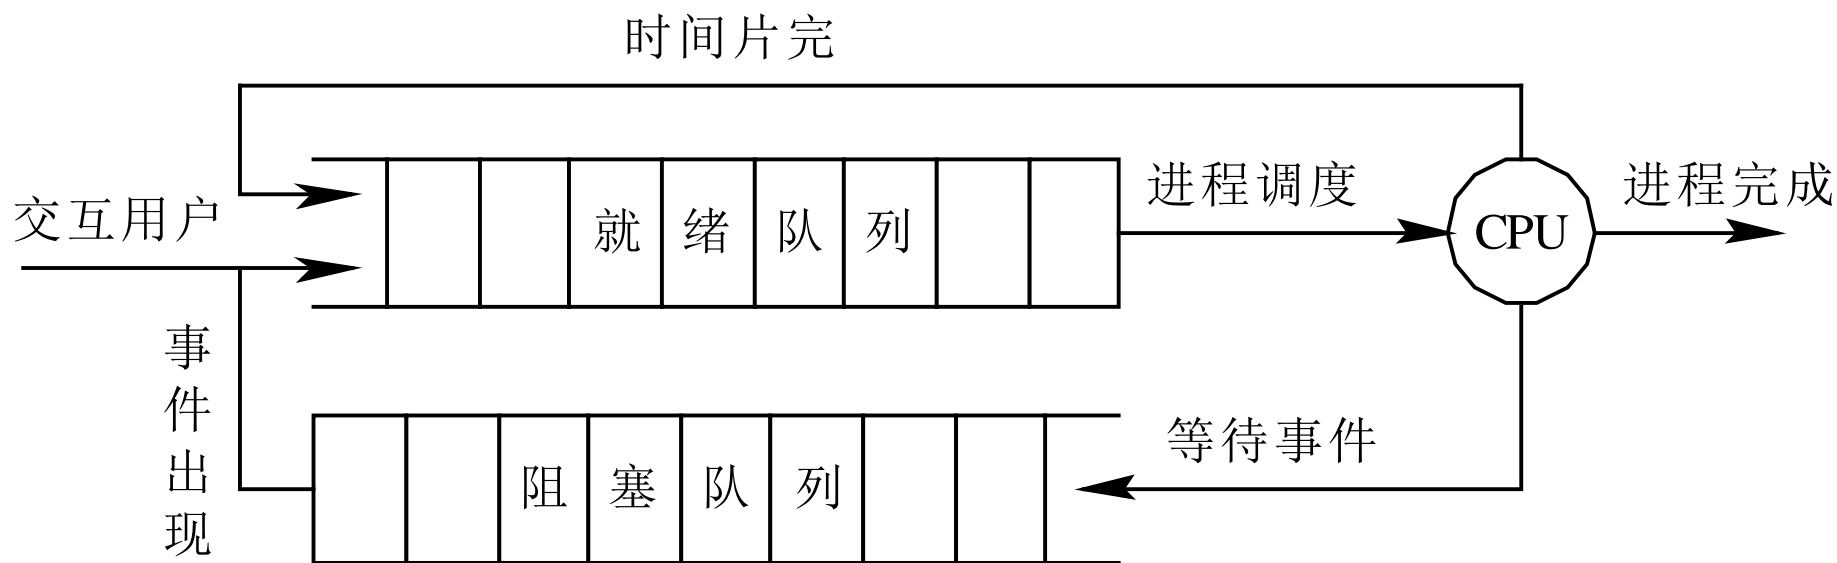 时间片完
交互用户
就绪队列
进程调度
CPU
进程完成
事件出现
阻塞队列
等待事件